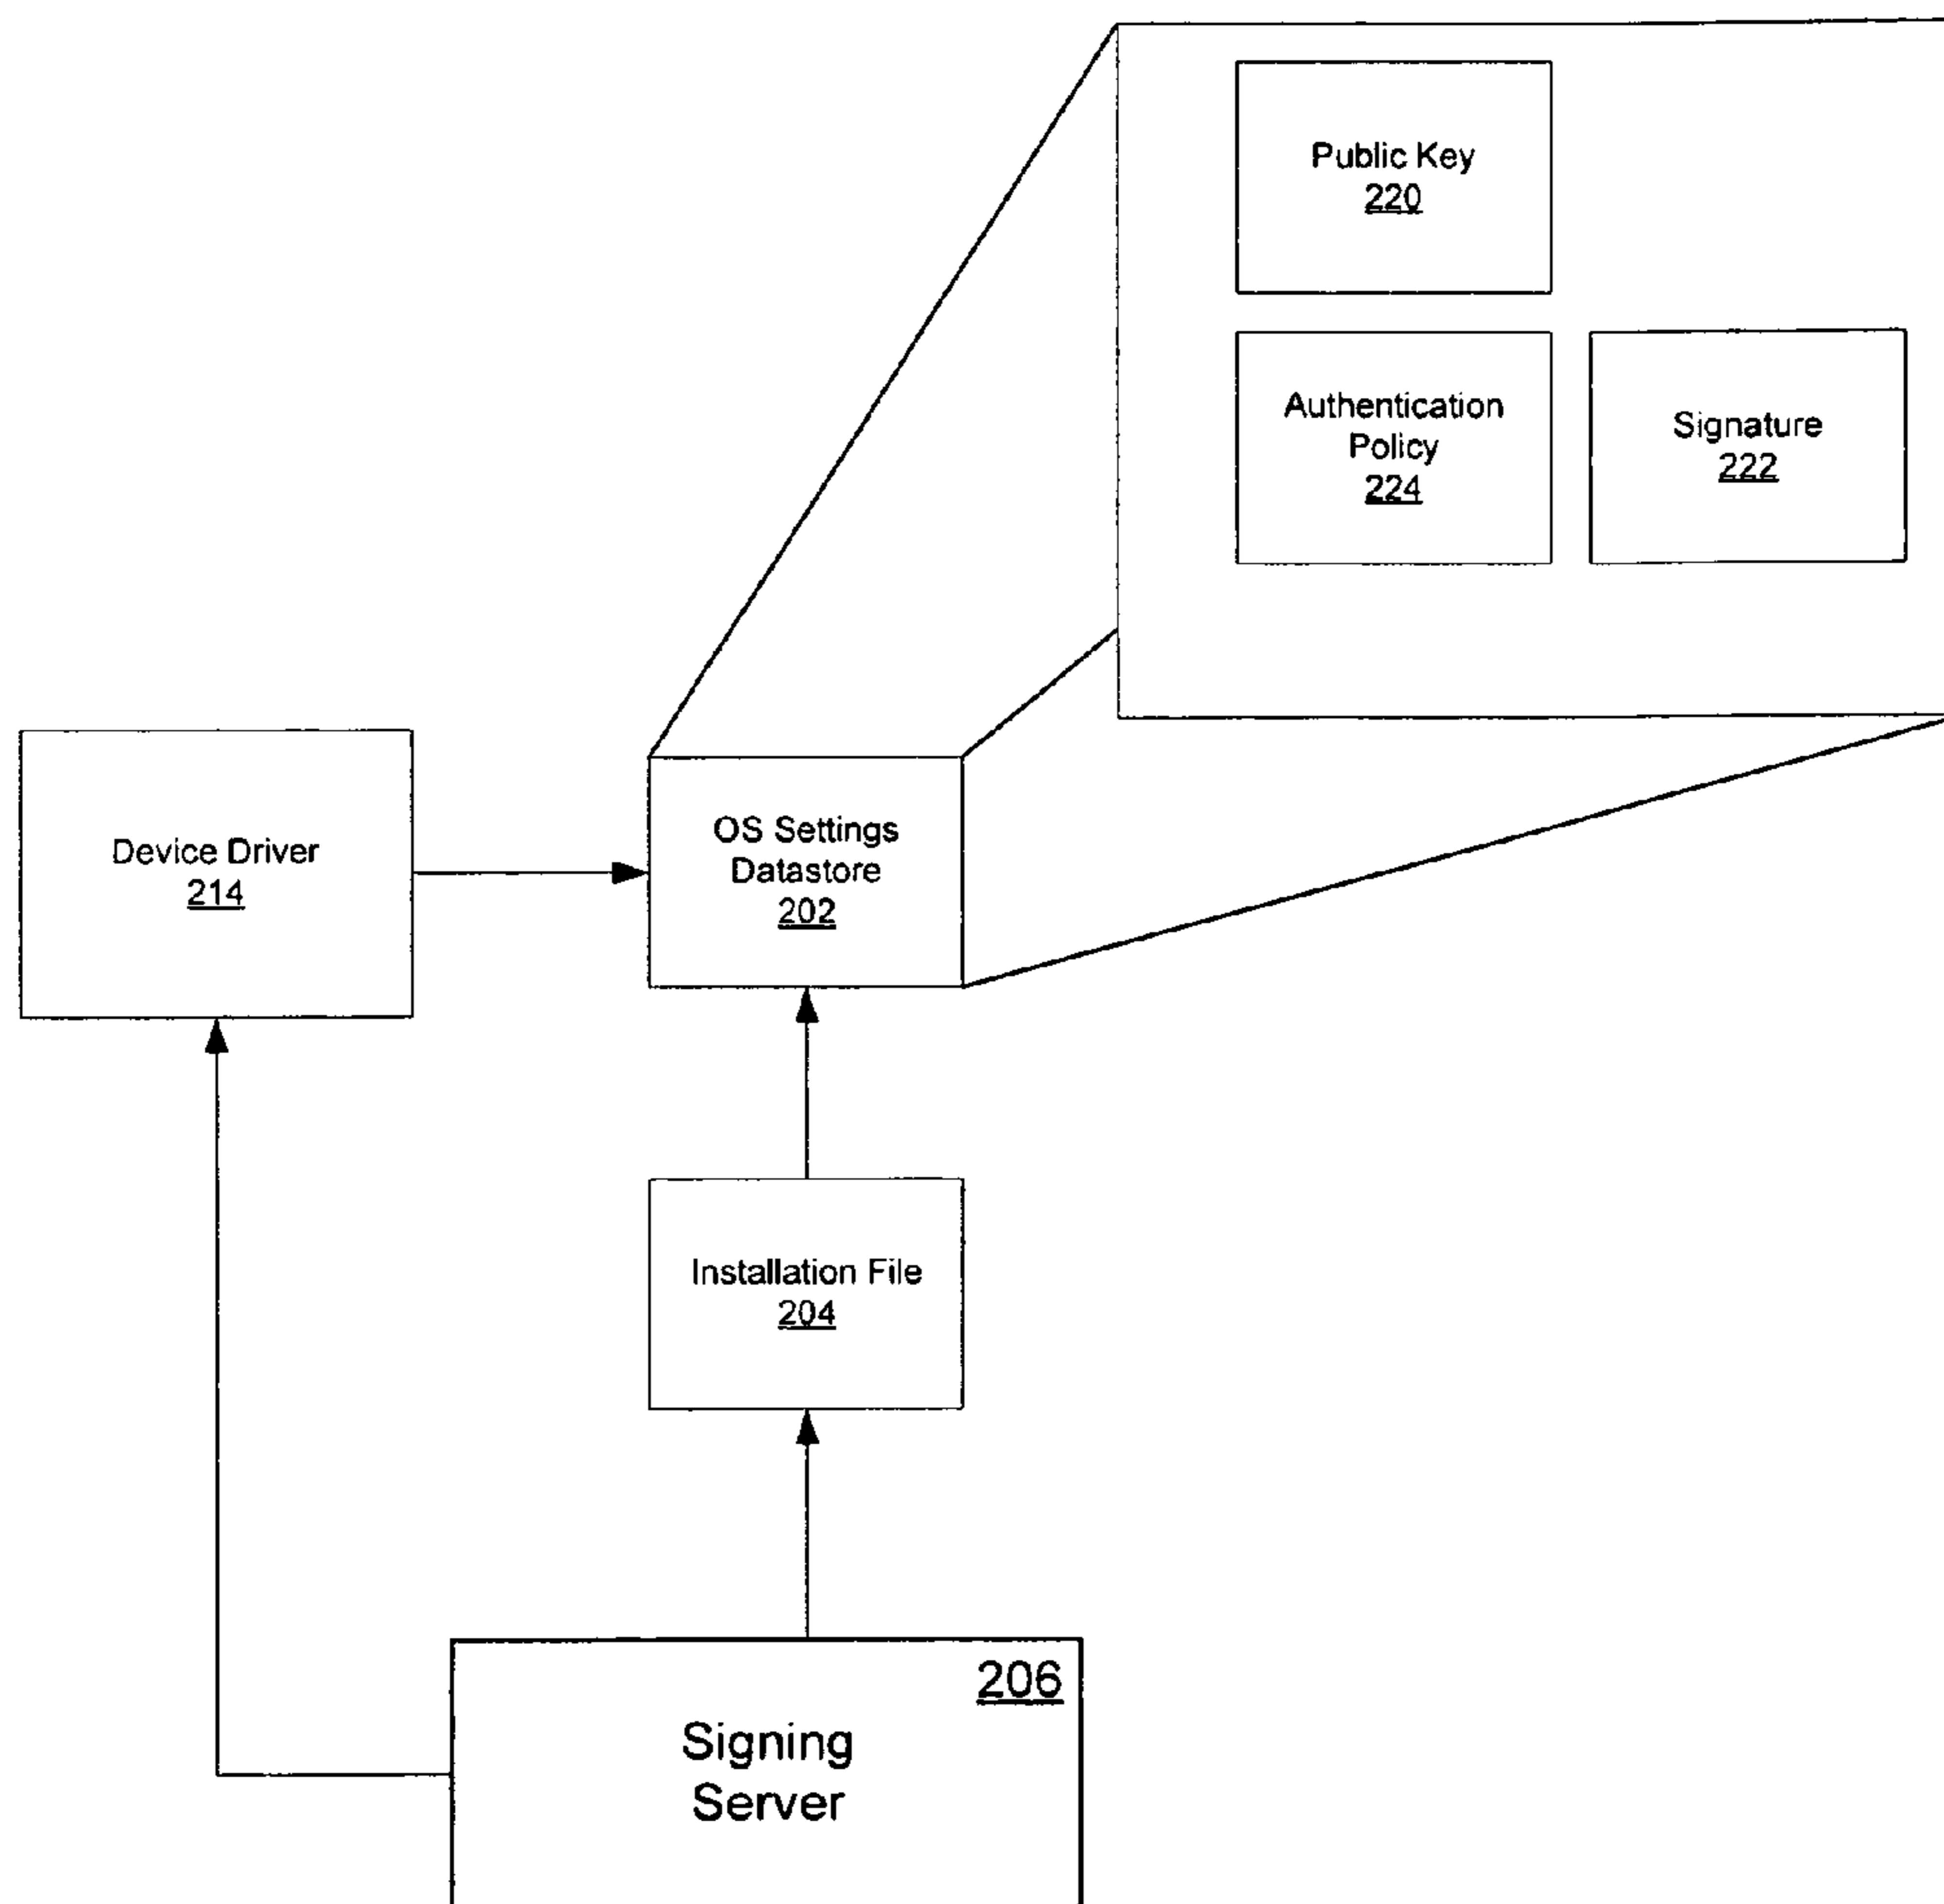 Public Key
220
Authentication
Policy
224
Signature
222
Device Driver
214
OS Settings
Datastore
202
Installation File
204
206
Signing
Server